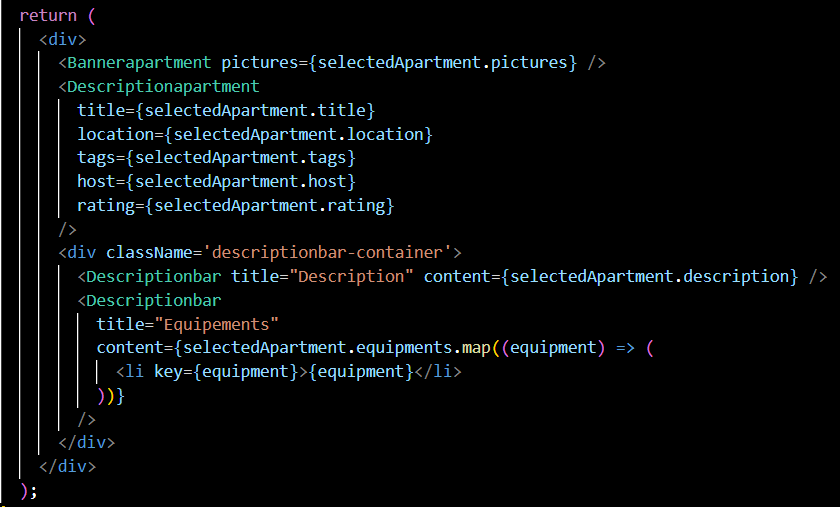 return (
<div>
<Bannerapartment pictures={selectedApartment.pictures} />
<Descriptionapartment
title={selectedApartment.title}
location={selectedApartment.location}
tags={selectedApartment.tags}
host={selectedApartment.host}
rating={selectedApartment.rating}
/>
<div className='descriptionbar-container'>
<Descriptionbar title="Description" content={selectedApartment.description} />
<Descriptionbar
title="Equipements"
content={selectedApartment.equipments.map((equipment) => (
<li key={equipment}>{equipment}</li>
))}
/>
</div>
</div>
);